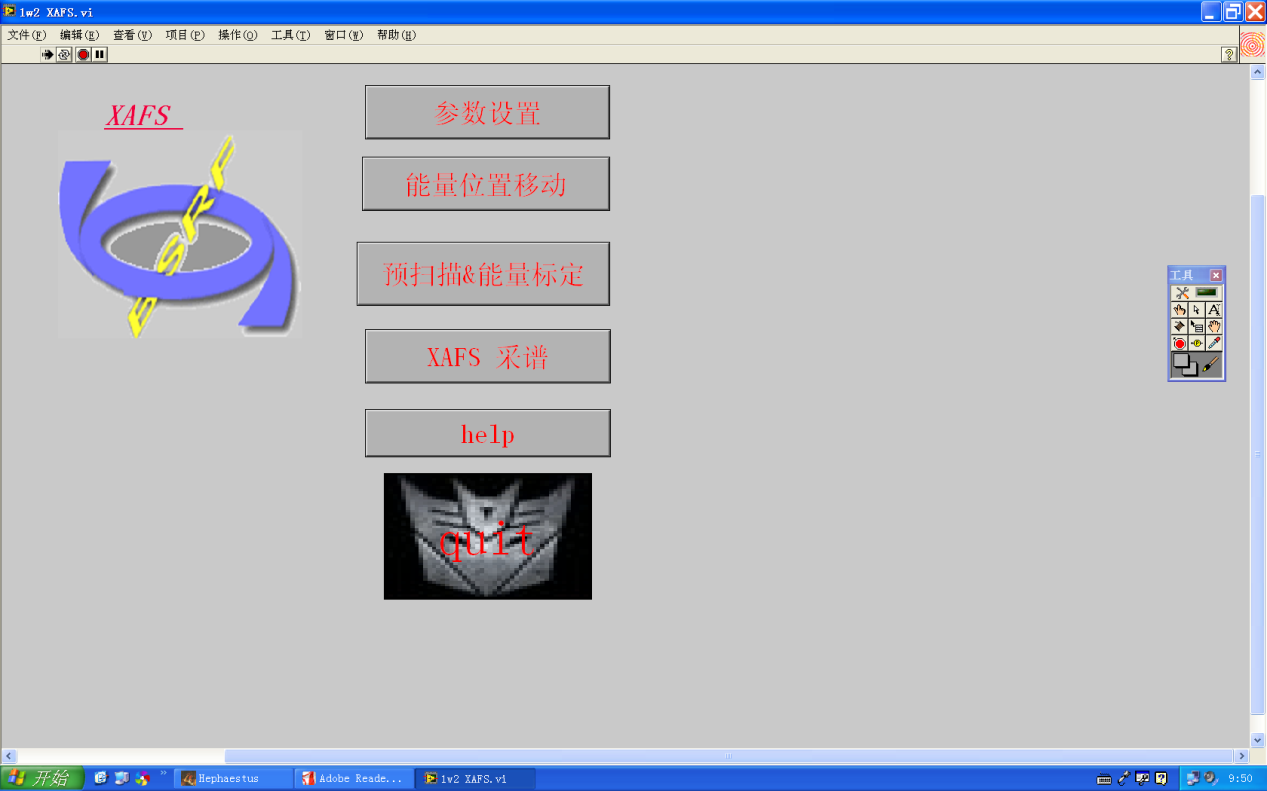 1w2 XAFS.vi
文件(F) 编辑(E) 查看(V) 项目(P) 操作(O) 工具(T) 窗口(W) 帮助(H)
XAFS
BSRF
参数设置
能量位置移动
预扫描&能量标定
XAFS 采谱
help
quit
工具
开始 Hephaestus Adobe Reade... 1w2 XAFS.vi 9:50